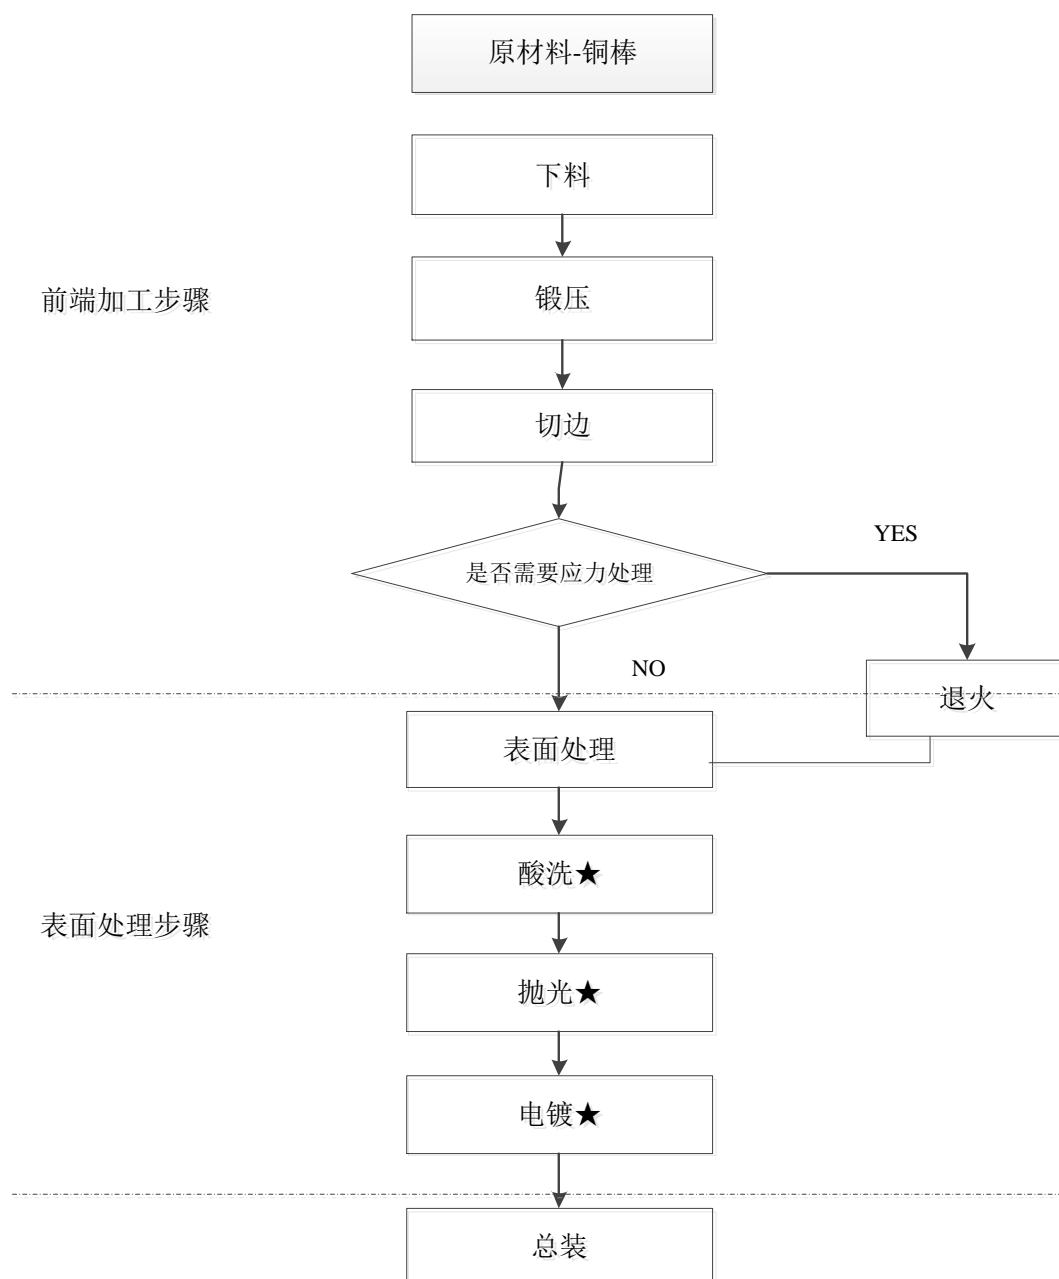 原材料-铜棒
下料
前端加工步骤
锻压
切边
YES
是否需要应力处理
NO
退火
表面处理
酸洗★
表面处理步骤
抛光★
电镀★
总装